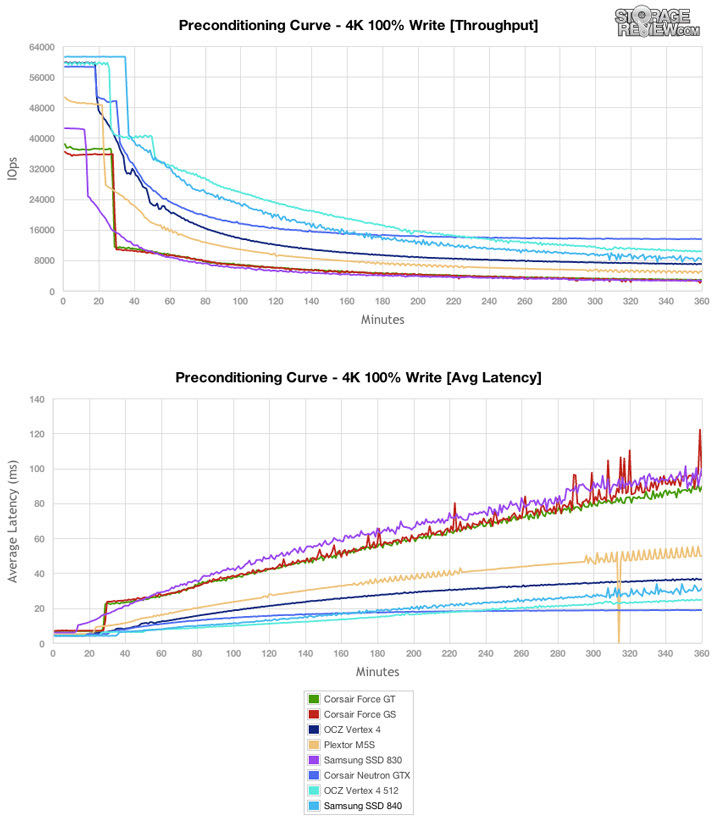 Preconditioning Curve - 4K 100% Write [Throughput]
STORAGE
REVIEW.COM
64000
56000
48000
40000
32000
24000
16000
8000
0
IOps
0 20 40 60 80 100 120 140 160 180 200 220 240 260 280 300 320 340 360
Minutes
Preconditioning Curve - 4K 100% Write [Avg Latency]
140
120
100
80
60
40
20
0
Average Latency (ms)
0 20 40 60 80 100 120 140 160 180 200 220 240 260 280 300 320 340 360
Minutes
Corsair Force GT
Corsair Force GS
OCZ Vertex 4
Plextor M5S
Samsung SSD 830
Corsair Neutron GTX
OCZ Vertex 4 512
Samsung SSD 840